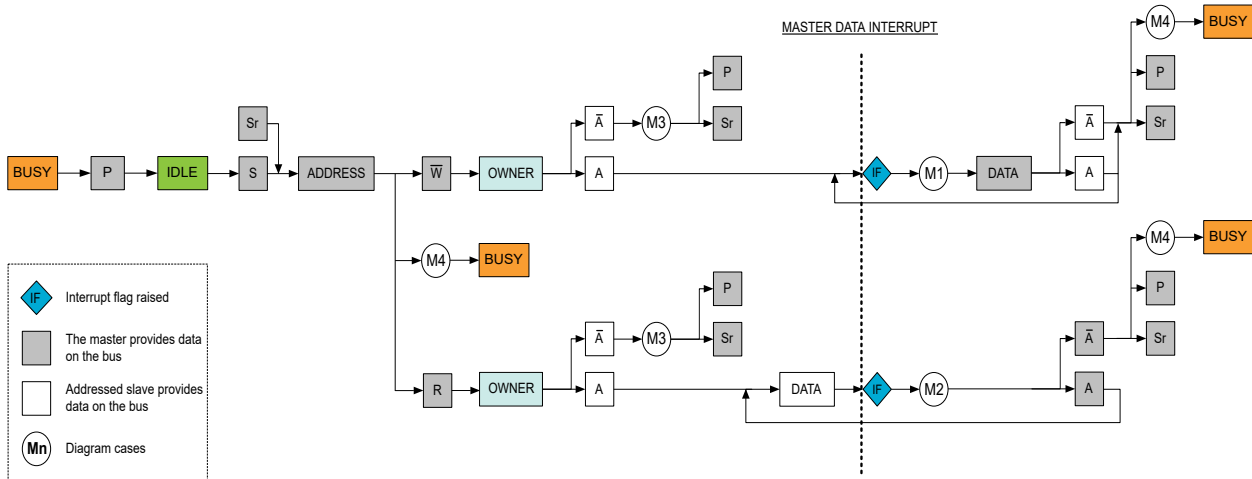 MASTER DATA INTERRUPT
M4
BUSY
P
Sr
A̅
A
IF
M1
DATA
A̅
A
P
Sr
M3
A̅
A
Sr
BUSY
P
IDLE
S
ADDRESS
W̅
OWNER
M4
BUSY
M4
BUSY
P
Sr
A̅
M3
P
Sr
R
OWNER
A
DATA
IF
M2
A̅
A
IF
Interrupt flag raised
The master provides data
on the bus
Addressed slave provides
data on the bus
Mn
Diagram cases